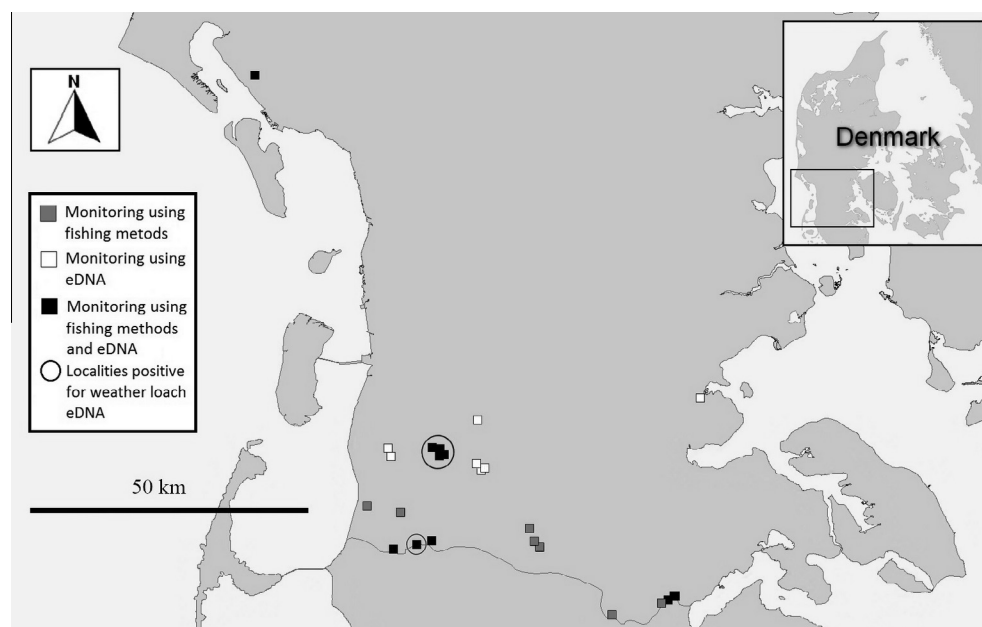 N
Denmark
Monitoring using
fishing metods
Monitoring using
eDNA
Monitoring using
fishing methods
and eDNA
Localities positive
for weather loach
eDNA
50 km